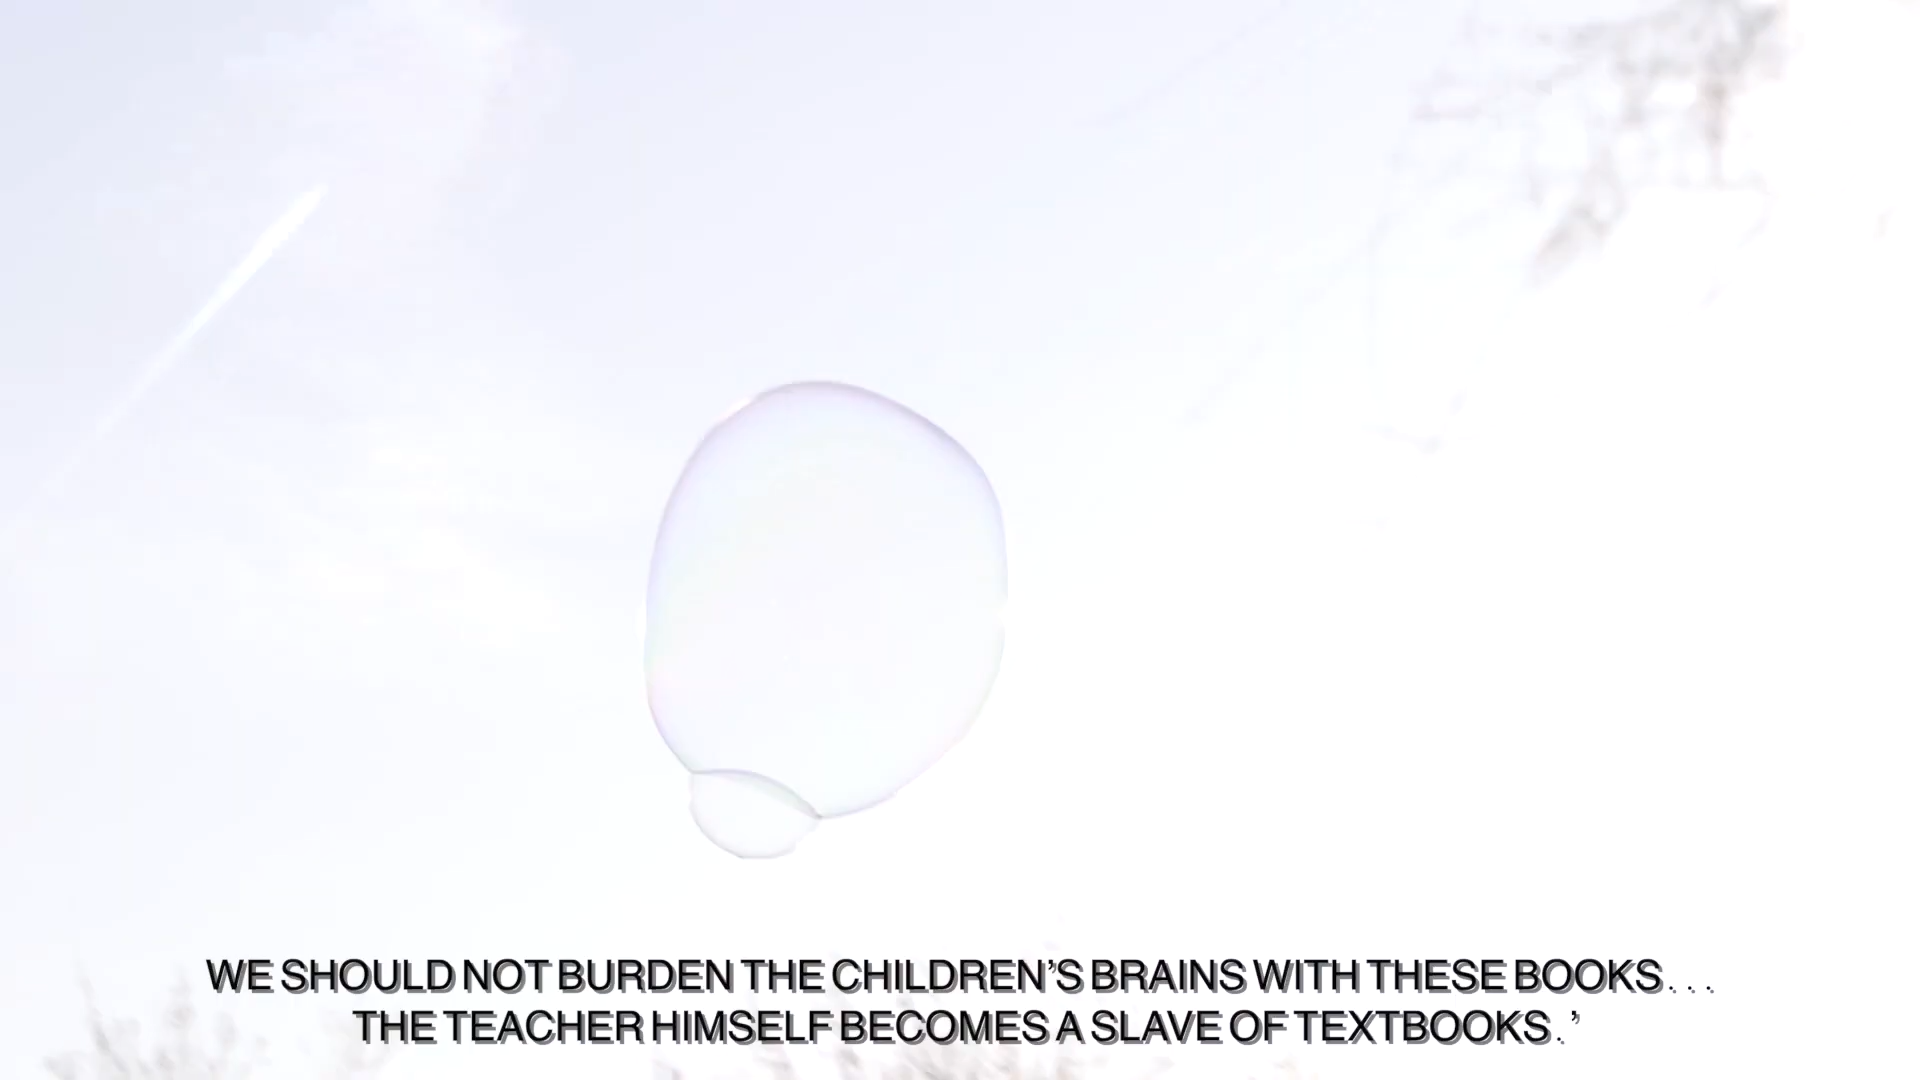 WE SHOULD NOT BURDEN THE CHILDREN’S BRAINS WITH THESE BOOKS...
THE TEACHER HIMSELF BECOMES A SLAVE OF TEXTBOOKS.’